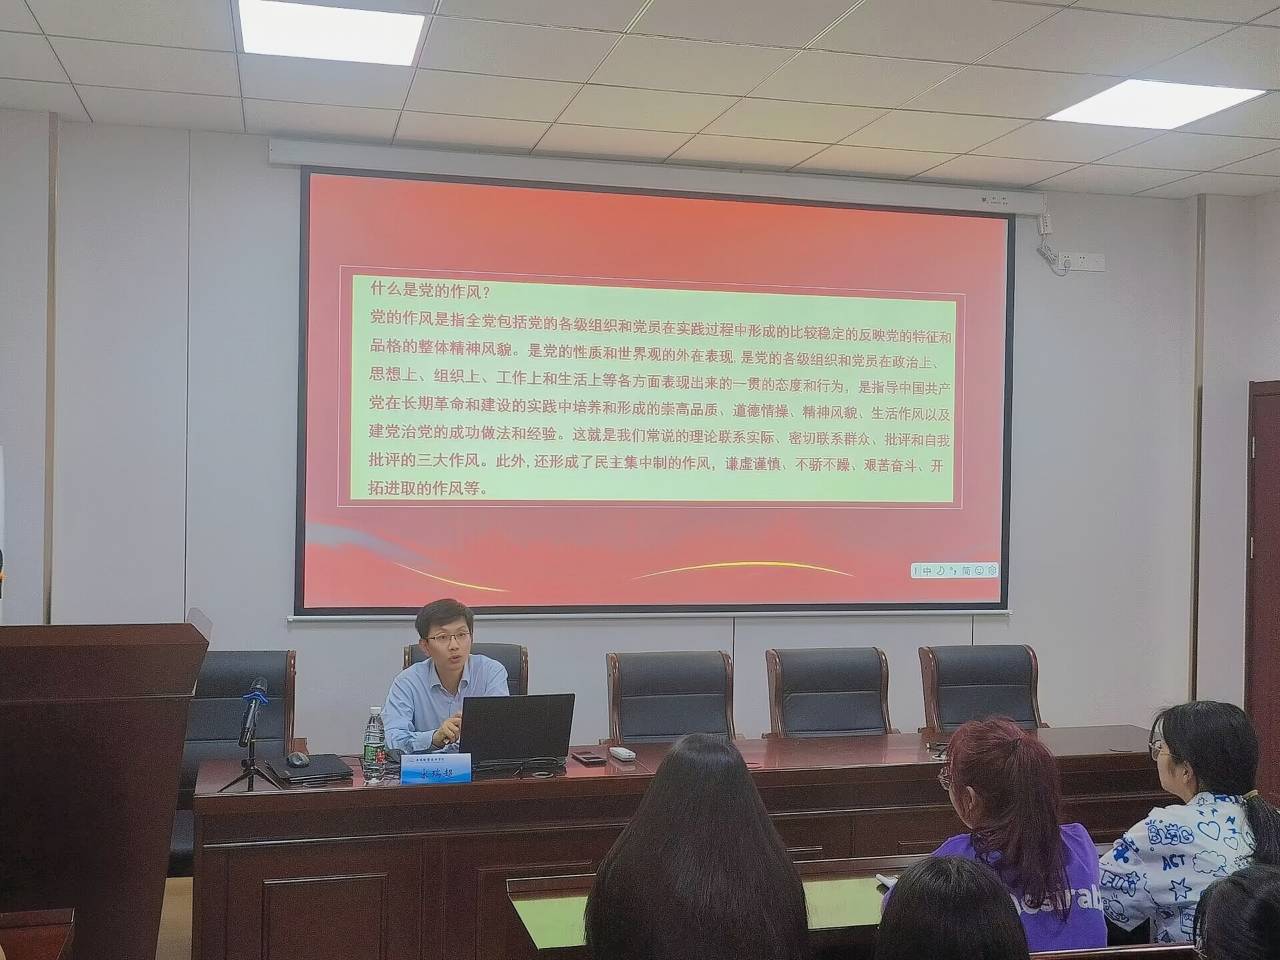 什么是党的作风?
党的作风是指全党包括党的各级组织和党员在实践过程中形成的比较稳定的反映党的特征和
品格的整体精神风貌。是党的性质和世界观的外在表现,是党的各级组织和党员在政治上、
思想上、组织上、工作上和生活上等各方面表现出来的一贯的态度和行为，是指导中国共产
党在长期革命和建设的实践中培养和形成的崇高品质、道德情操、精神风貌、生活作风以及
建党治党的成功做法和经验。这就是我们常说的理论联系实际、密切联系群众、批评和自我
批评的三大作风。此外,还形成了民主集中制的作风，谦虚谨慎、不骄不躁、艰苦奋斗、开
拓进取的作风等。
中 简
瑞超
ACT